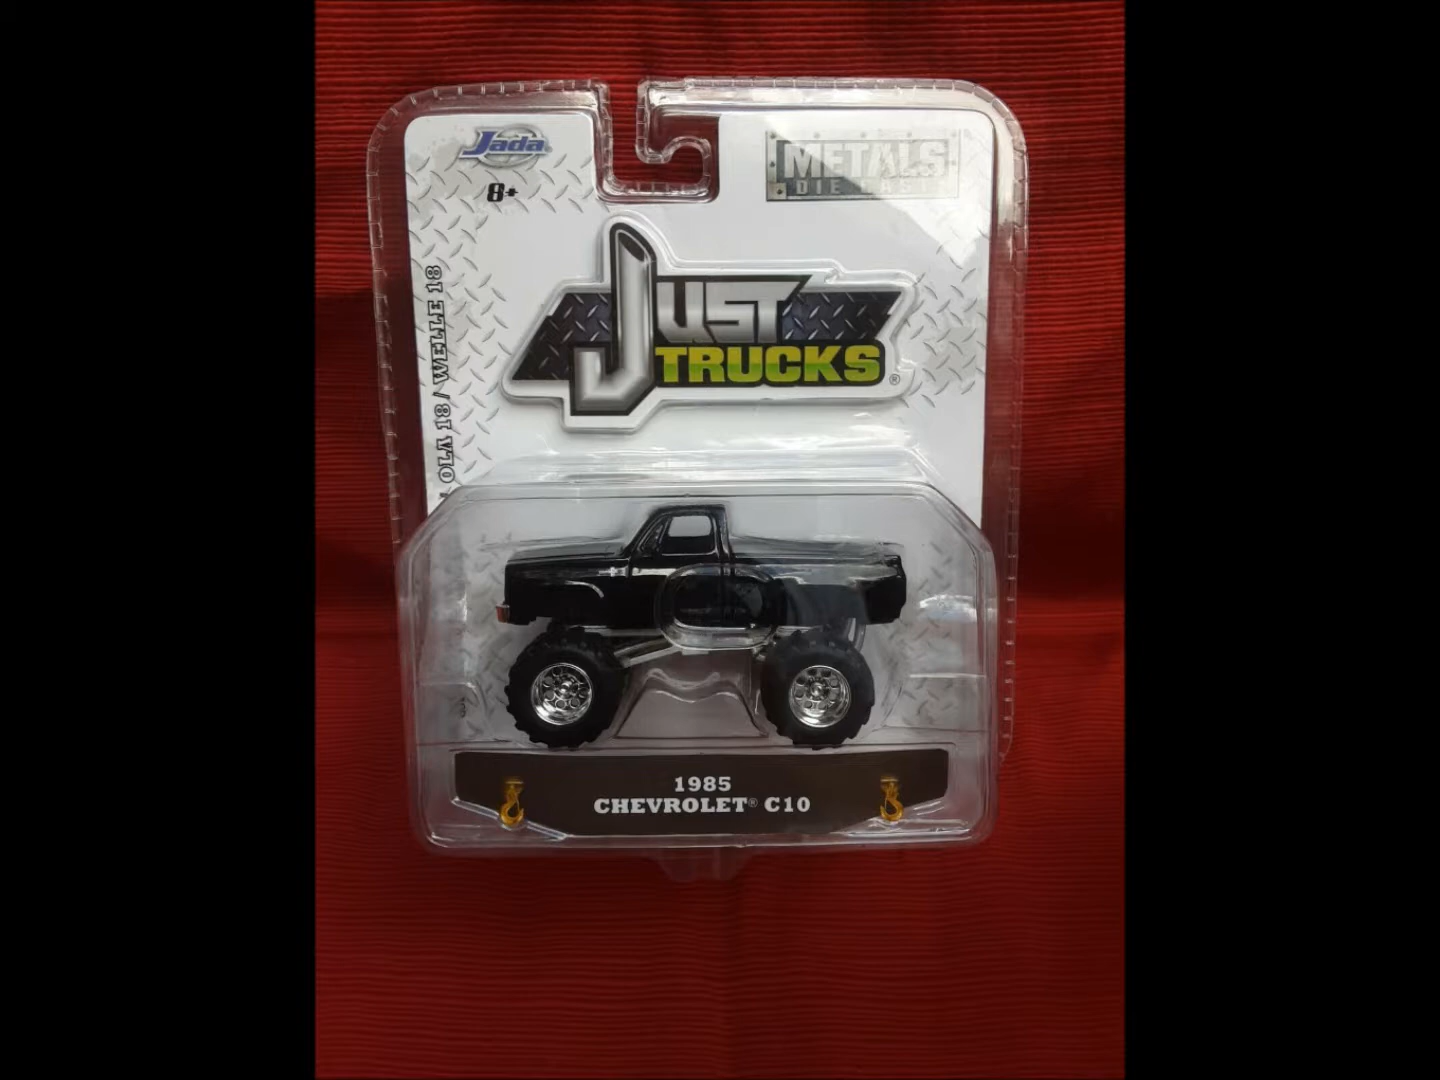 Jada
8+
METALS
DIE CAST
JUST
TRUCKS®
OLA 18 / WELLE 18
1985
CHEVROLET® C10